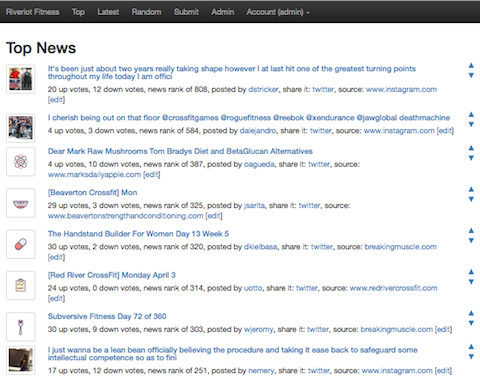 Riveriot Fitness Top Latest Random Submit Admin Account (admin)
Top News
It's been just about two years really taking shape however I at last hit one of the greatest turning points
throughout my life today I am offici
20 up votes, 12 down votes, news rank of 808, posted by dstricker, share it: twitter, source: www.instagram.com
[edit]
I cherish being out on that floor @crossfitgames @roguefitness @reebok @xendurance @jawglobal deathmachine
4 up votes, 3 down votes, news rank of 584, posted by dalejandro, share it: twitter, source: www.instagram.com [edit]
Dear Mark Raw Mushrooms Tom Bradys Diet and BetaGlucan Alternatives
4 up votes, 10 down votes, news rank of 387, posted by oagueda, share it: twitter, source:
www.marksdailyapple.com [edit]
[Beaverton Crossfit] Mon
29 up votes, 3 down votes, news rank of 325, posted by jsarita, share it: twitter, source:
www.beavertonstrengthandconditioning.com [edit]
The Handstand Builder For Women Day 13 Week 5
30 up votes, 2 down votes, news rank of 320, posted by dkielbasa, share it: twitter, source: breakingmuscle.com
[edit]
[Red River CrossFit] Monday April 3
24 up votes, 0 down votes, news rank of 314, posted by uotto, share it: twitter, source: www.redrivercrossfit.com
[edit]
Subversive Fitness Day 72 of 360
30 up votes, 9 down votes, news rank of 303, posted by wjeromy, share it: twitter, source: breakingmuscle.com [edit]
I just wanna be a lean bean officially believing the procedure and taking it ease back to safeguard some
intellectual competence so as to fini
17 up votes, 12 down votes, news rank of 251, posted by nemery, share it: twitter, source: www.instagram.com [edit]